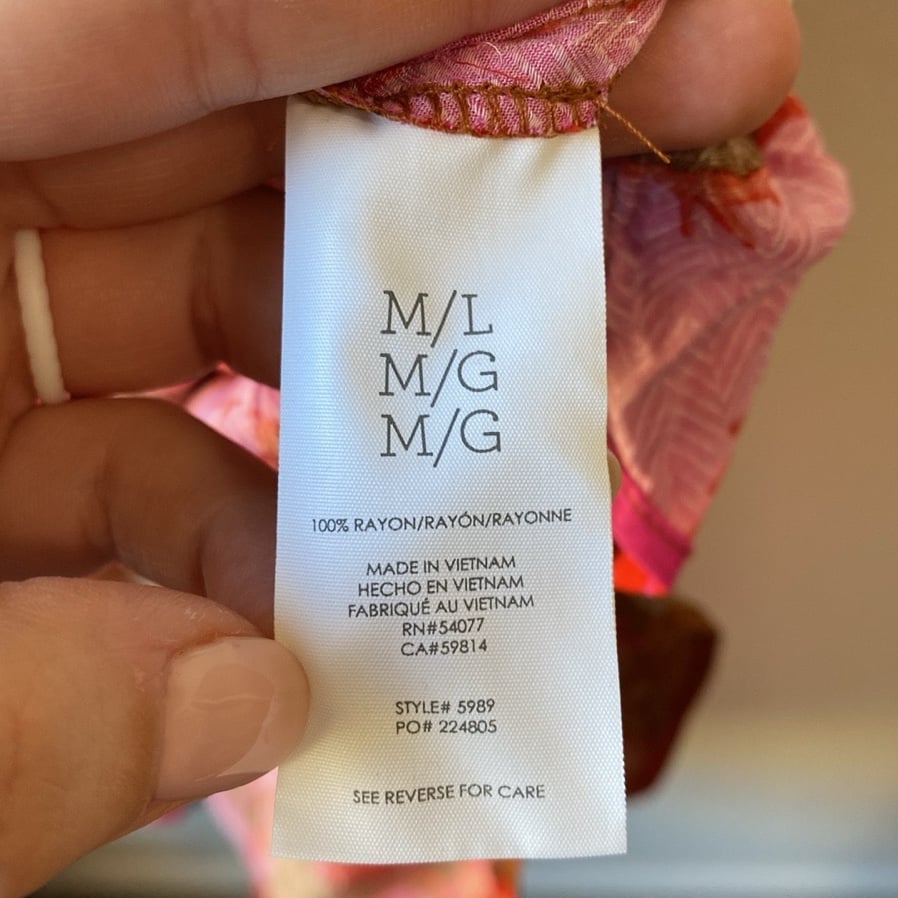 M/L
M/G
M/G
100% RAYON/RAYÓN/RAYONNE
MADE IN VIETNAM
HECHO EN VIETNAM
FABRIQUÉ AU VIETNAM
RN#54077
CA#59814
STYLE# 5989
PO# 224805
SEE REVERSE FOR CARE